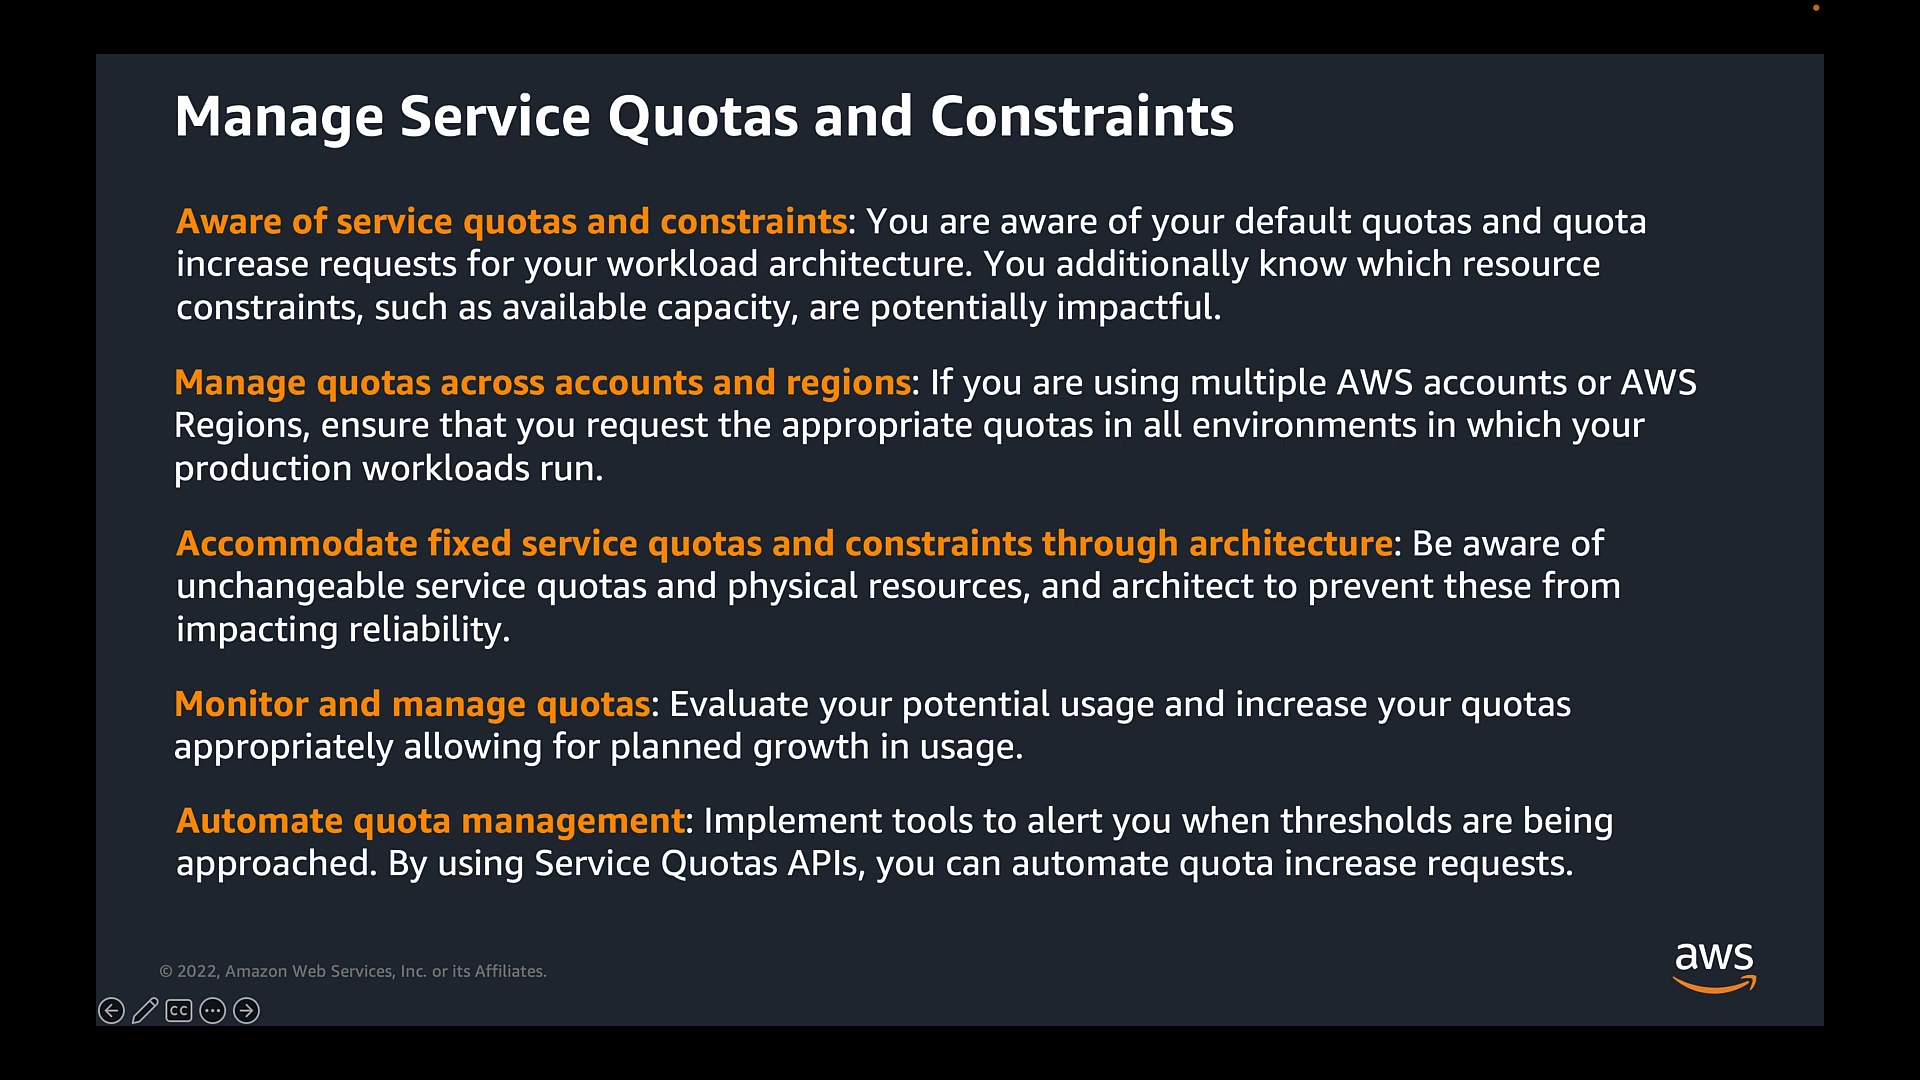 Manage Service Quotas and Constraints
Aware of service quotas and constraints: You are aware of your default quotas and quota
increase requests for your workload architecture. You additionally know which resource
constraints, such as available capacity, are potentially impactful.
Manage quotas across accounts and regions: If you are using multiple AWS accounts or AWS
Regions, ensure that you request the appropriate quotas in all environments in which your
production workloads run.
Accommodate fixed service quotas and constraints through architecture: Be aware of
unchangeable service quotas and physical resources, and architect to prevent these from
impacting reliability.
Monitor and manage quotas: Evaluate your potential usage and increase your quotas
appropriately allowing for planned growth in usage.
Automate quota management: Implement tools to alert you when thresholds are being
approached. By using Service Quotas APIs, you can automate quota increase requests.
© 2022, Amazon Web Services, Inc. or its Affiliates.
aws
CC